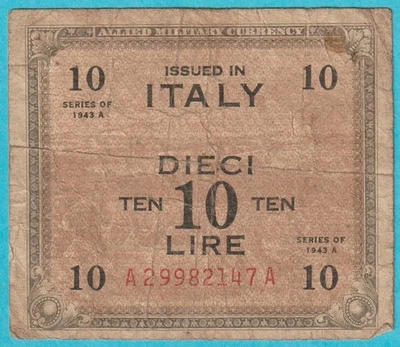 ALLIED MILITARY CURRENCY
10 ISSUED IN 10
ITALY
SERIES OF
1943 A
DIECI
TEN 10 TEN
LIRE
SERIES OF
1943 A
10 A29982147A 10